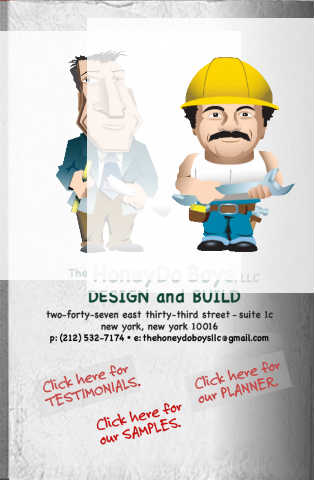 The HoneyDo Boys, LLC
DESIGN and BUILD
two-forty-seven east thirty-third street - suite 1c
new york, new york 10016
p: (212) 532-7174 • e: thehoneydoboysllc@gmail.com
Click here for
TESTIMONIALS.
Click here for
our PLANNER.
Click here for
our SAMPLES.